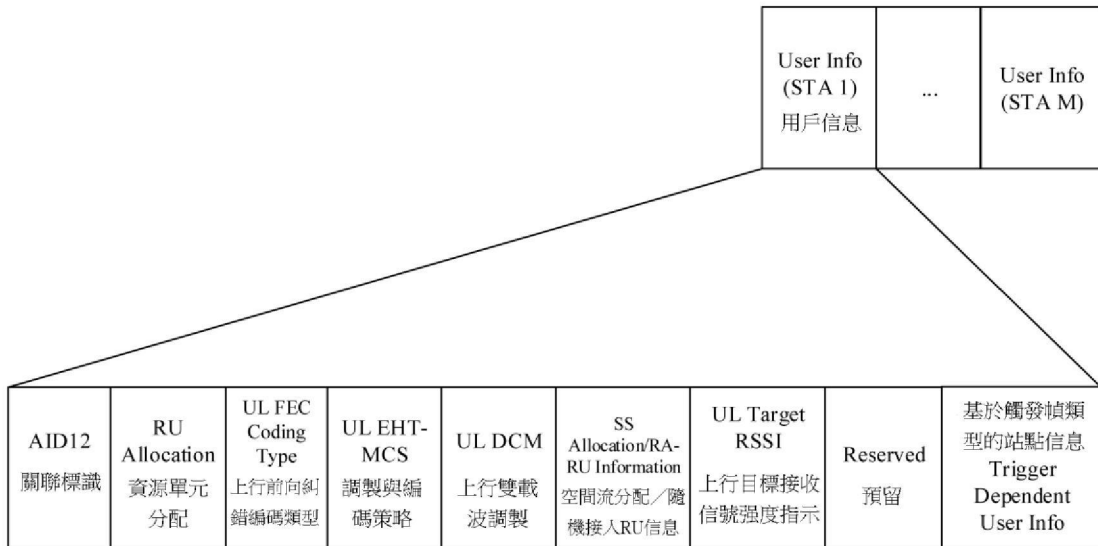 User Info
(STA 1)
用戶信息
...
User Info
(STA M)
AID12
關聯標識
RU
Allocation
資源單元
分配
UL FEC
Coding
Type
上行前向糾
錯編碼類型
UL EHT-
MCS
調製與編
碼策略
UL DCM
上行雙載
波調製
SS
Allocation/RA-
RU Information
空間流分配／隨
機接入RU信息
UL Target
RSSI
上行目標接收
信號强度指示
Reserved
預留
基於觸發幀類
型的站點信息
Trigger
Dependent
User Info